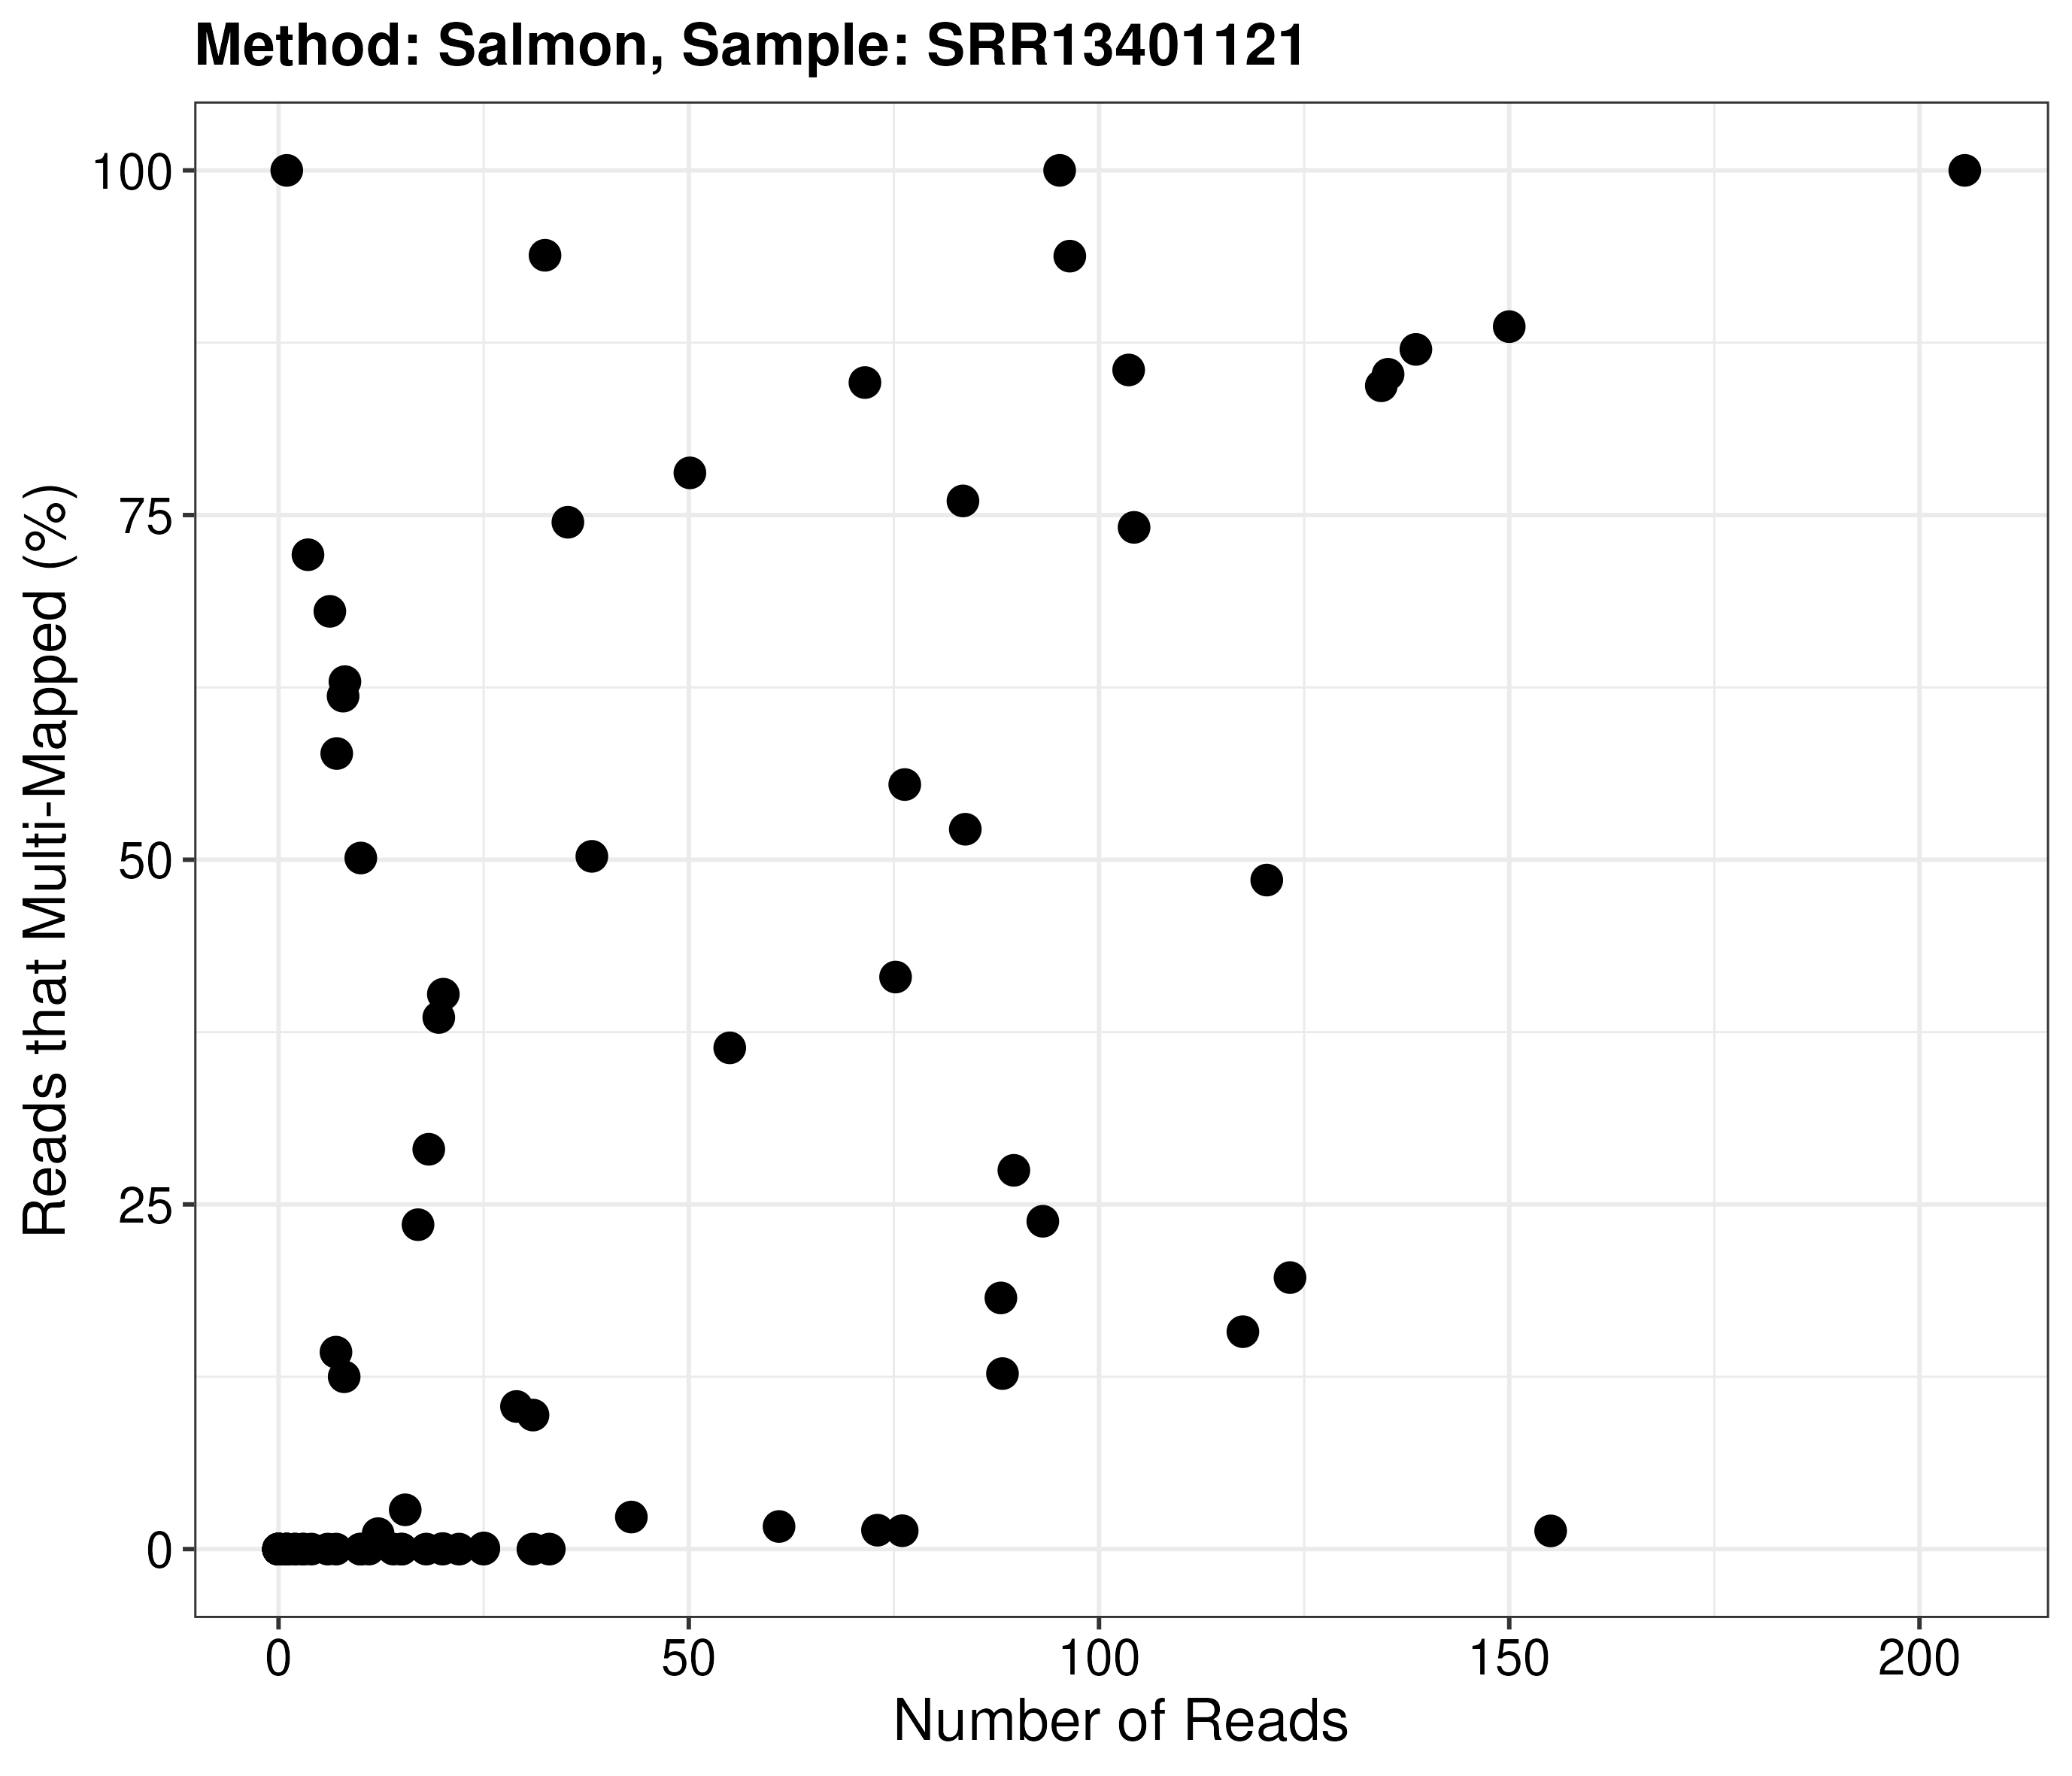 Method: Salmon, Sample: SRR13401121
Reads that Multi-Mapped (%)
100
75
50
25
0
0 50 100 150 200
Number of Reads